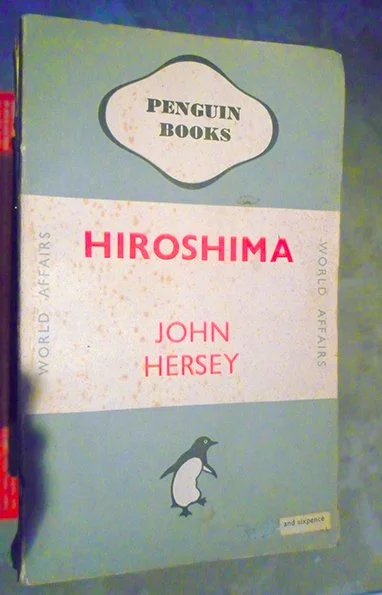 PENGUIN
BOOKS
WORLD AFFAIRS
HIROSHIMA
WORLD AFFAIRS
JOHN
HERSEY
and sixpence